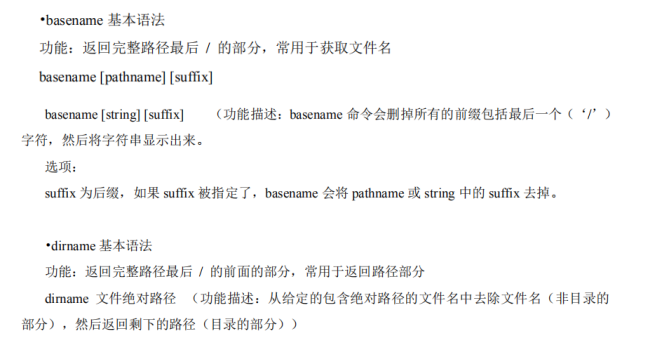 •basename 基本语法
功能：返回完整路径最后 / 的部分，常用于获取文件名
basename [pathname] [suffix]
basename [string] [suffix] （功能描述：basename 命令会删掉所有的前缀包括最后一个（‘/’）
字符，然后将字符串显示出来。
选项：
suffix 为后缀，如果 suffix 被指定了，basename 会将 pathname 或 string 中的 suffix 去掉。
•dirname 基本语法
功能：返回完整路径最后 / 的前面的部分，常用于返回路径部分
dirname 文件绝对路径 （功能描述：从给定的包含绝对路径的文件名中去除文件名（非目录的
部分），然后返回剩下的路径（目录的部分））